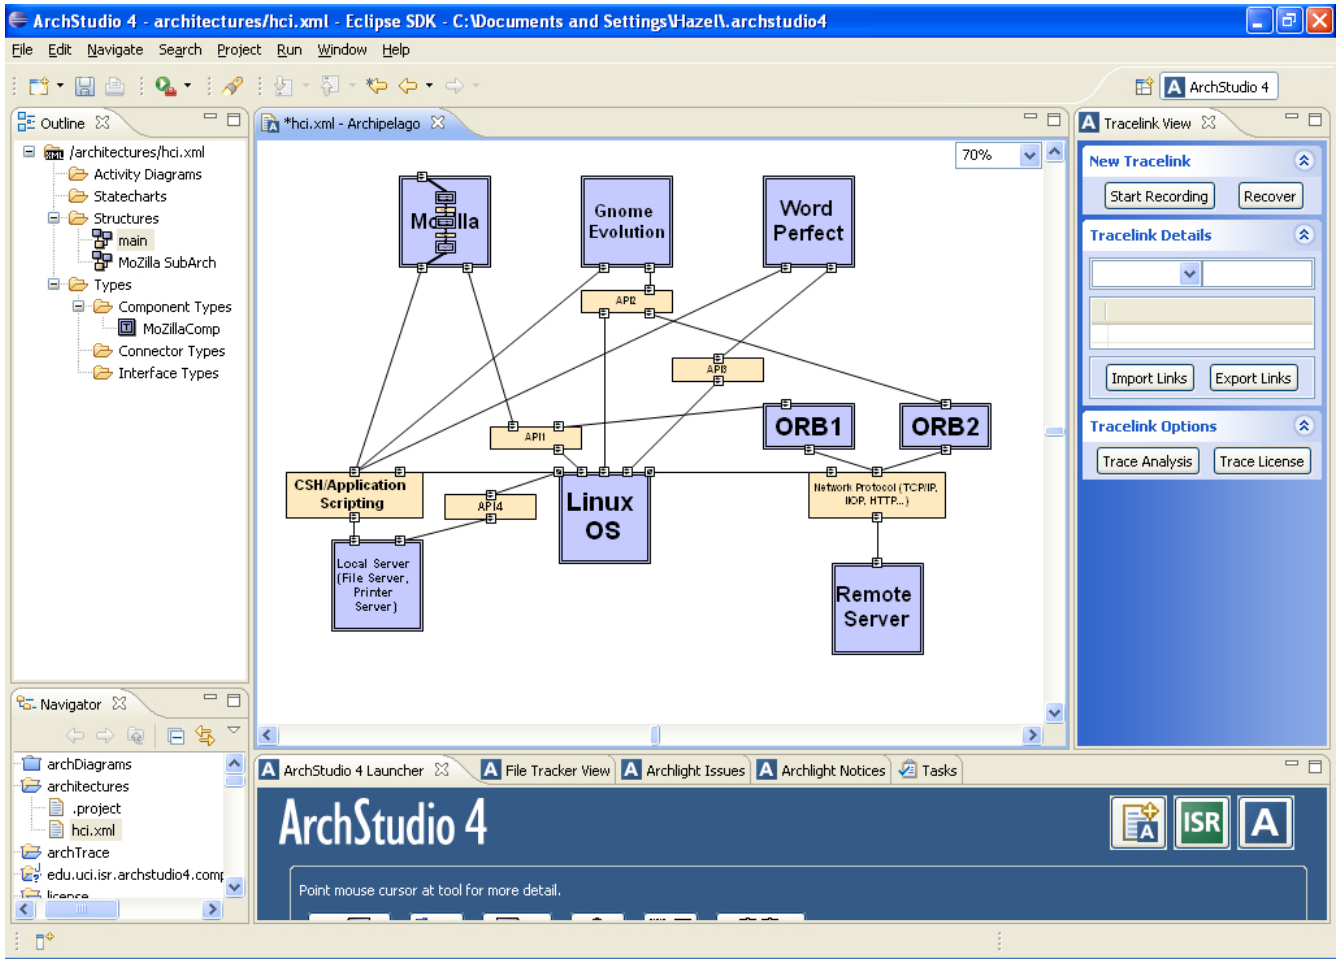 ArchStudio 4 - architectures/hci.xml - Eclipse SDK - C:\Documents and Settings\Hazel\.archstudio4
File Edit Navigate Search Project Run Window Help
ArchStudio 4
Outline
/architectures/hci.xml
Activity Diagrams
Statecharts
Structures
main
MoZilla SubArch
Types
Component Types
MoZillaComp
Connector Types
Interface Types
*hci.xml - Archipelago
70%
Gnome
Evolution
Word
Perfect
API2
API3
API1
ORB1
ORB2
CSH/Application
Scripting
API4
Linux
OS
Network Protocol (TCP/IP,
IIOP, HTTP...)
Local Server
(File Server,
Printer
Server)
Remote
Server
Tracelink View
New Tracelink
Start Recording Recover
Tracelink Details
Import Links Export Links
Tracelink Options
Trace Analysis Trace License
Navigator
archDiagrams
architectures
.project
hci.xml
archTrace
license
ArchStudio 4 Launcher File Tracker View Archlight Issues Archlight Notices Tasks
ArchStudio 4
ISR
A
Point mouse cursor at tool for more detail.